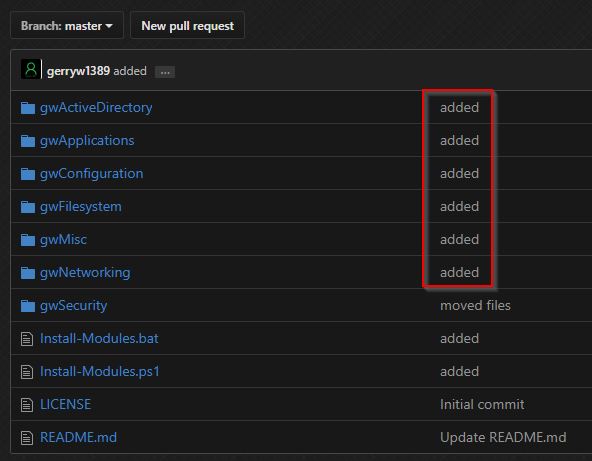 Branch: master New pull request
gerryw1389 added ...
gwActiveDirectory added
gwApplications added
gwConfiguration added
gwFilesystem added
gwMisc added
gwNetworking added
gwSecurity moved files
Install-Modules.bat added
Install-Modules.ps1 added
LICENSE Initial commit
README.md Update README.md